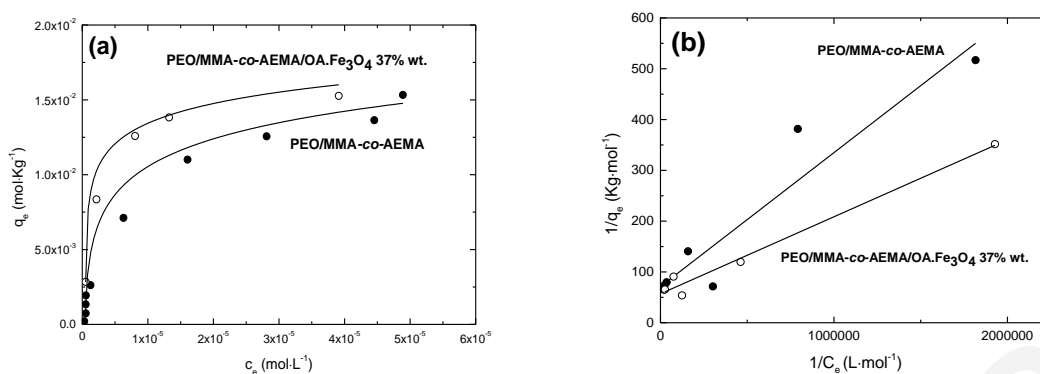 (a)
PEO/MMA-co-AEMA/OA.Fe₃O₄ 37% wt.
PEO/MMA-co-AEMA
2.0x10⁻²
1.5x10⁻²
1.0x10⁻²
5.0x10⁻³
0.0
qₑ (mol·Kg⁻¹)
0 1x10⁻⁵ 2x10⁻⁵ 3x10⁻⁵ 4x10⁻⁵ 5x10⁻⁵ 6x10⁻⁵
cₑ (mol·L⁻¹)
(b)
PEO/MMA-co-AEMA
PEO/MMA-co-AEMA/OA.Fe₃O₄ 37% wt.
600
500
400
300
200
100
0
1/qₑ (Kg·mol⁻¹)
0 1000000 2000000
1/Cₑ (L·mol⁻¹)